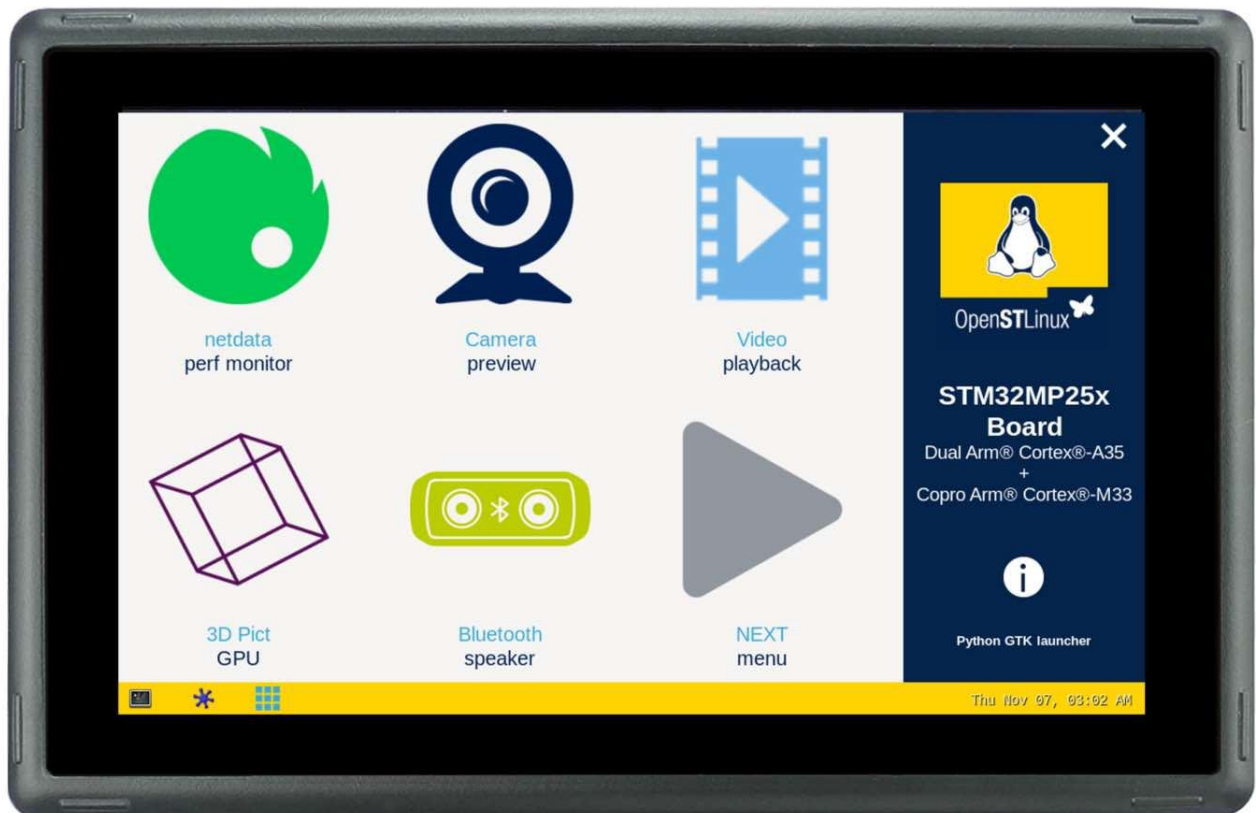 netdata
perf monitor
Camera
preview
Video
playback
3D Pict
GPU
Bluetooth
speaker
NEXT
menu
OpenSTLinux
STM32MP25x
Board
Dual Arm® Cortex®-A35
+
Copro Arm® Cortex®-M33
i
Python GTK launcher
Thu Nov 07, 03:02 AM